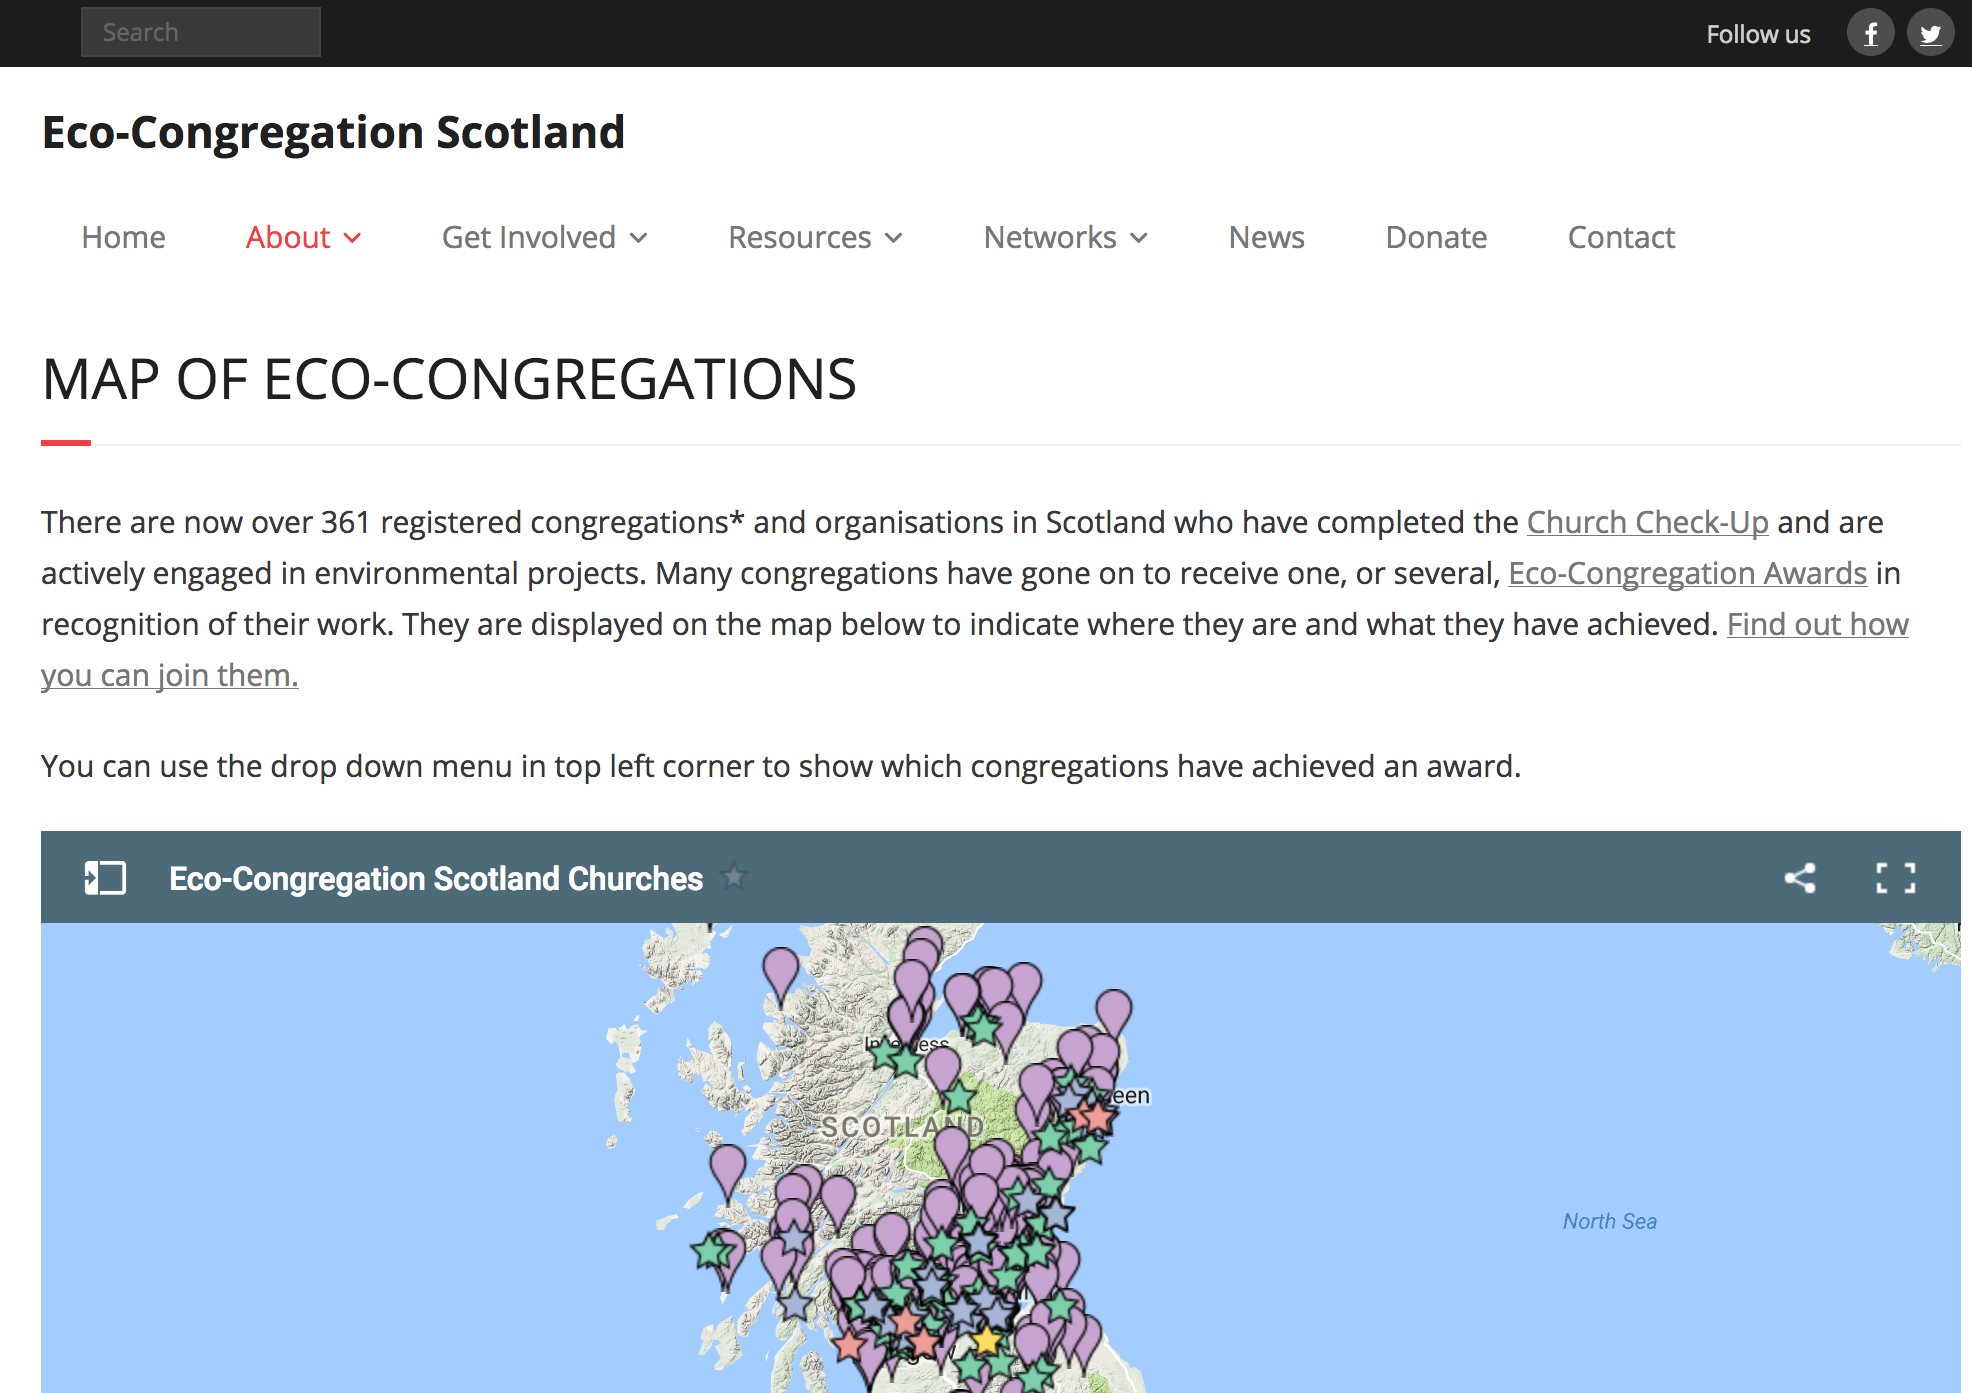 Search
Follow us
Eco-Congregation Scotland
Home About Get Involved Resources Networks News Donate Contact
MAP OF ECO-CONGREGATIONS
There are now over 361 registered congregations* and organisations in Scotland who have completed the Church Check-Up and are
actively engaged in environmental projects. Many congregations have gone on to receive one, or several, Eco-Congregation Awards in
recognition of their work. They are displayed on the map below to indicate where they are and what they have achieved. Find out how
you can join them.
You can use the drop down menu in top left corner to show which congregations have achieved an award.
Eco-Congregation Scotland Churches
SCOTLAND
North Sea